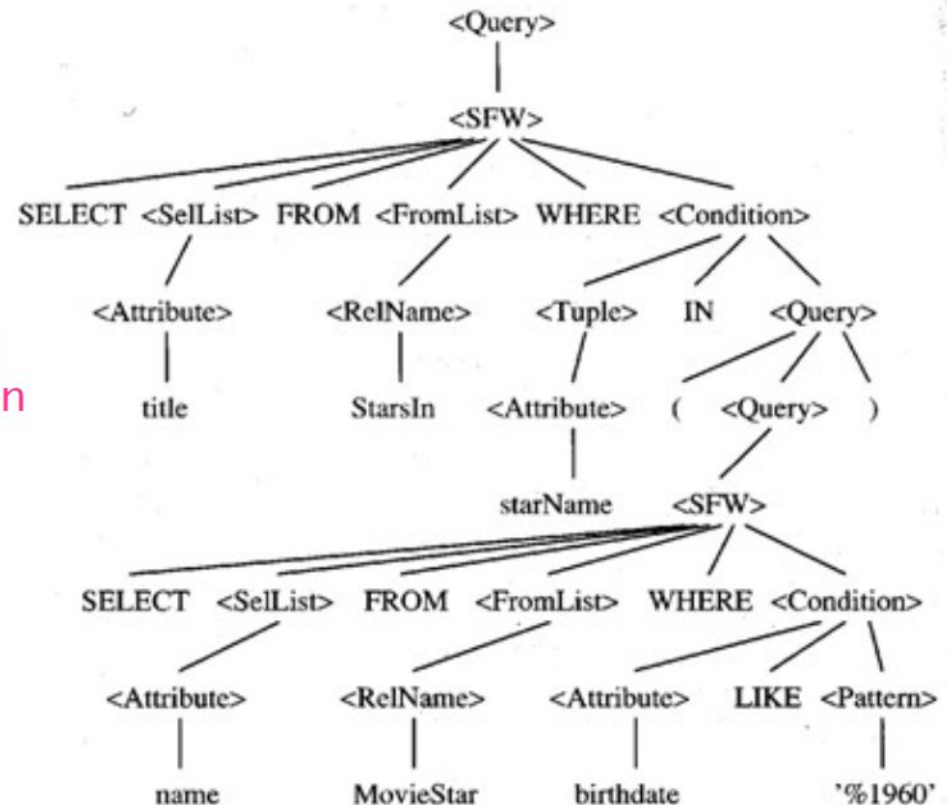 <Query>
<SFW>
SELECT <SelList> FROM <FromList> WHERE <Condition>
<Attribute> <RelName> <Tuple> IN <Query>
n
title StarsIn <Attribute> ( <Query> )
starName <SFW>
SELECT <SelList> FROM <FromList> WHERE <Condition>
<Attribute> <RelName> <Attribute> LIKE <Pattern>
name MovieStar birthdate '%1960'